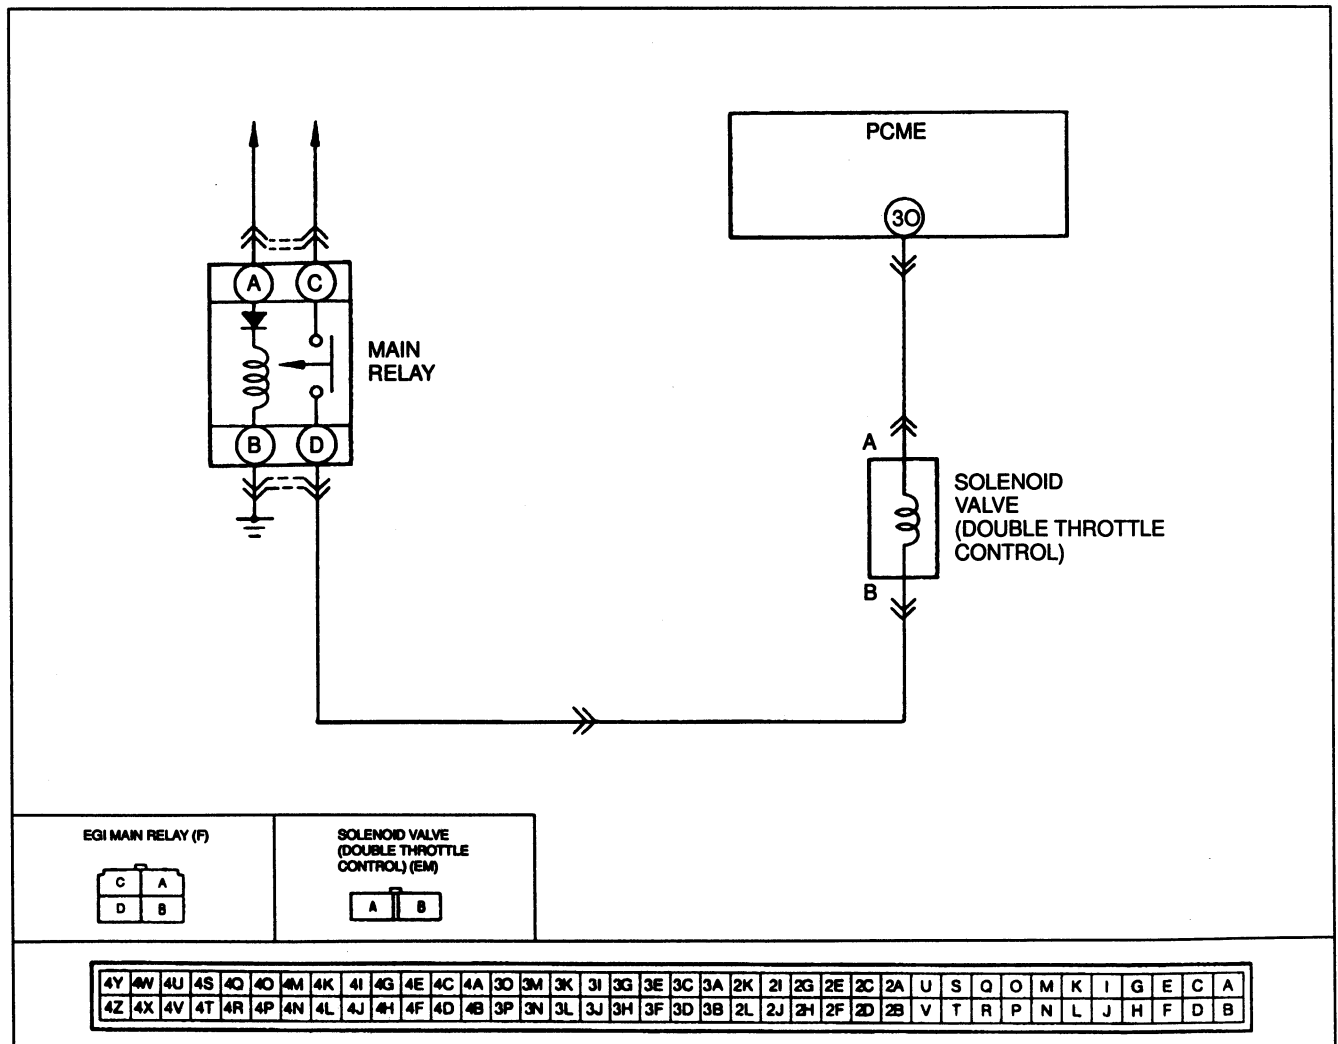 PCME
3O
A C
MAIN
RELAY
B D
A
SOLENOID
VALVE
(DOUBLE THROTTLE
CONTROL)
B
EGI MAIN RELAY (F)
C A
D B
SOLENOID VALVE
(DOUBLE THROTTLE
CONTROL) (EM)
A B
4Y 4W 4U 4S 4Q 4O 4M 4K 4I 4G 4E 4C 4A 3O 3M 3K 3I 3G 3E 3C 3A 2K 2I 2G 2E 2C 2A U S Q O M K I G E C A
4Z 4X 4V 4T 4R 4P 4N 4L 4J 4H 4F 4D 4B 3P 3N 3L 3J 3H 3F 3D 3B 2L 2J 2H 2F 2D 2B V T R P N L J H F D B